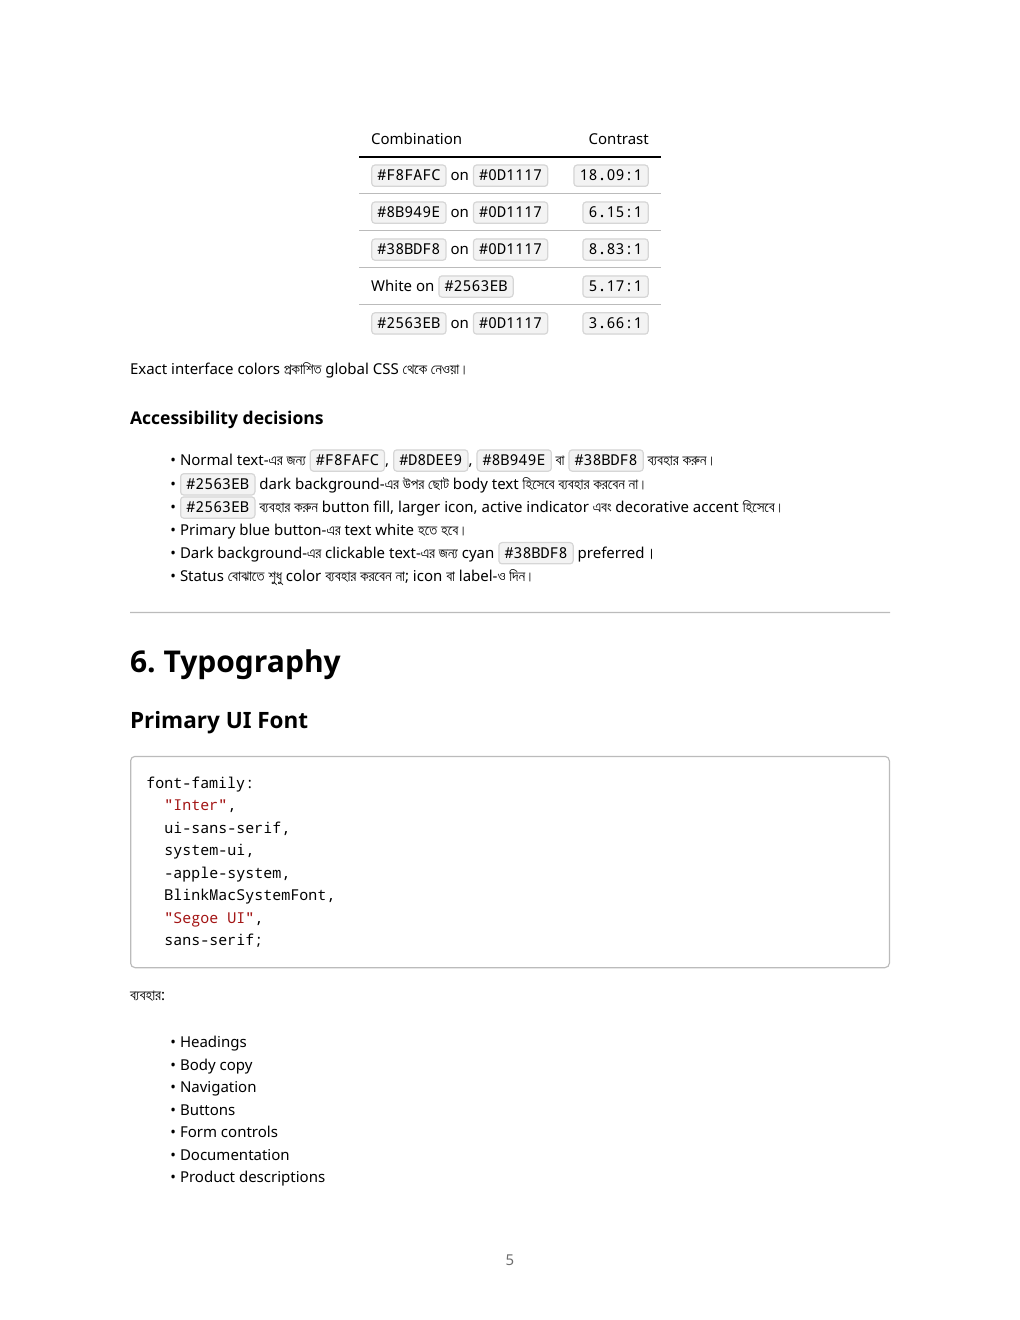 Combination Contrast
#F8FAFC on #0D1117 18.09:1
#8B949E on #0D1117 6.15:1
#38BDF8 on #0D1117 8.83:1
White on #2563EB 5.17:1
#2563EB on #0D1117 3.66:1
Exact interface colors প্রকাশিত global CSS থেকে নেওয়া।
Accessibility decisions
• Normal text-এর জন্য #F8FAFC, #D8DEE9, #8B949E বা #38BDF8 ব্যবহার করুন।
• #2563EB dark background-এর উপর ছোট body text হিসেবে ব্যবহার করবেন না।
• #2563EB ব্যবহার করুন button fill, larger icon, active indicator এবং decorative accent হিসেবে।
• Primary blue button-এর text white হতে হবে।
• Dark background-এর clickable text-এর জন্য cyan #38BDF8 preferred।
• Status বোঝাতে শুধু color ব্যবহার করবেন না; icon বা label-ও দিন।
6. Typography
Primary UI Font
font-family:
"Inter",
ui-sans-serif,
system-ui,
-apple-system,
BlinkMacSystemFont,
"Segoe UI",
sans-serif;
ব্যবহার:
• Headings
• Body copy
• Navigation
• Buttons
• Form controls
• Documentation
• Product descriptions
5